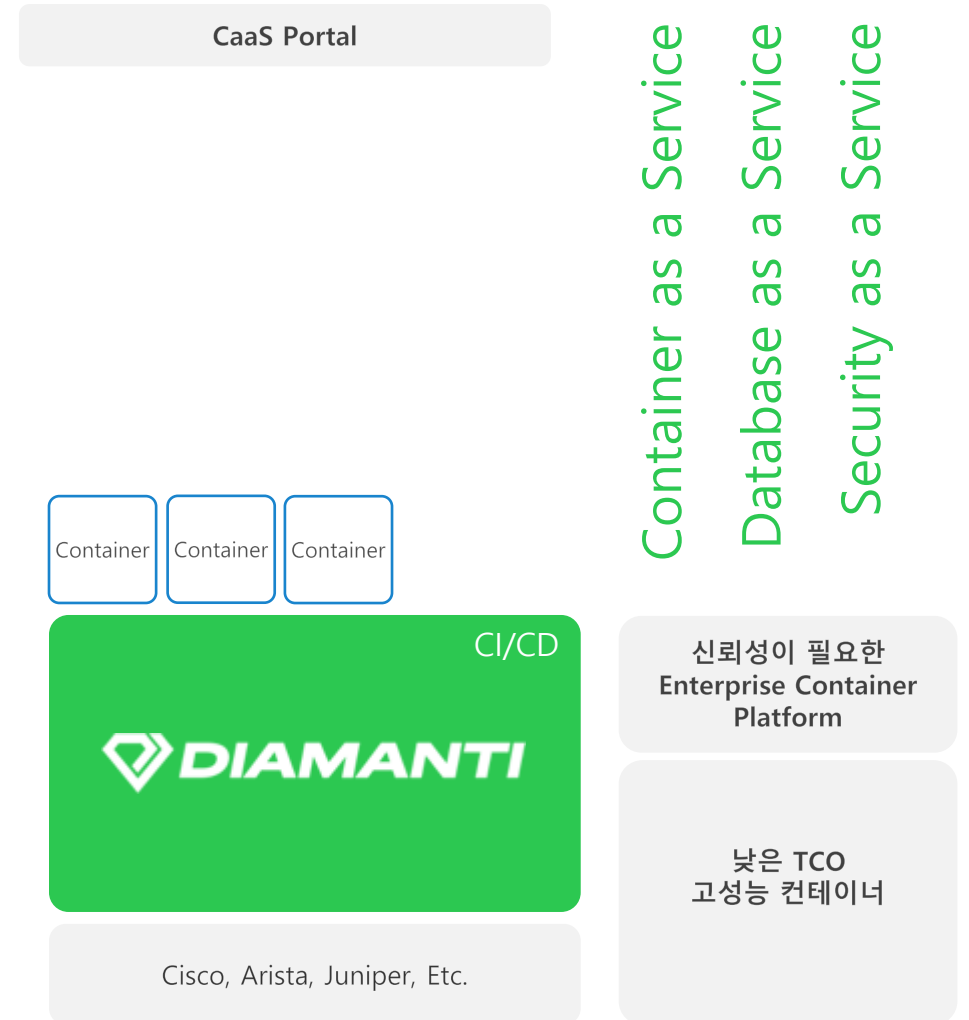 CaaS Portal
Container as a Service
Database as a Service
Security as a Service
Container
Container
Container
CI/CD
DIAMANTI
신뢰성이 필요한
Enterprise Container
Platform
낮은 TCO
고성능 컨테이너
Cisco, Arista, Juniper, Etc.